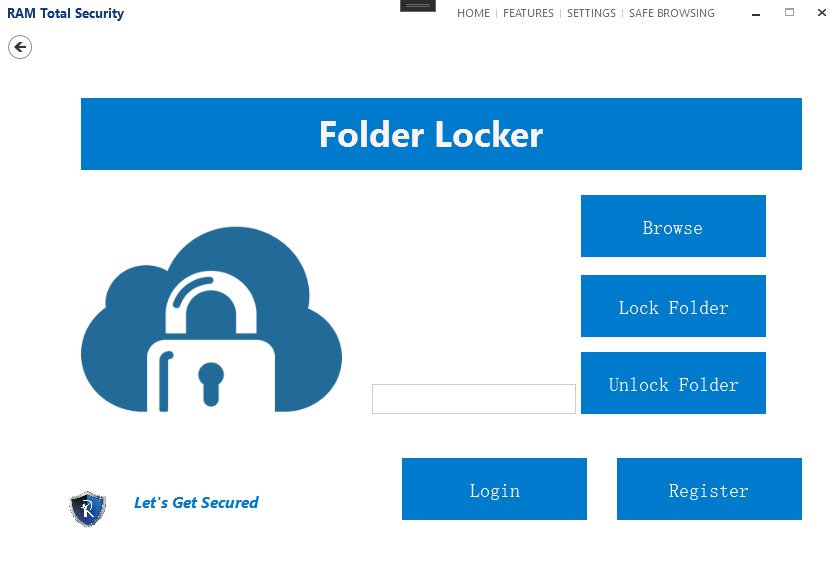 RAM Total Security
HOME | FEATURES | SETTINGS | SAFE BROWSING
Folder Locker
Browse
Lock Folder
Unlock Folder
Login
Register
Let's Get Secured